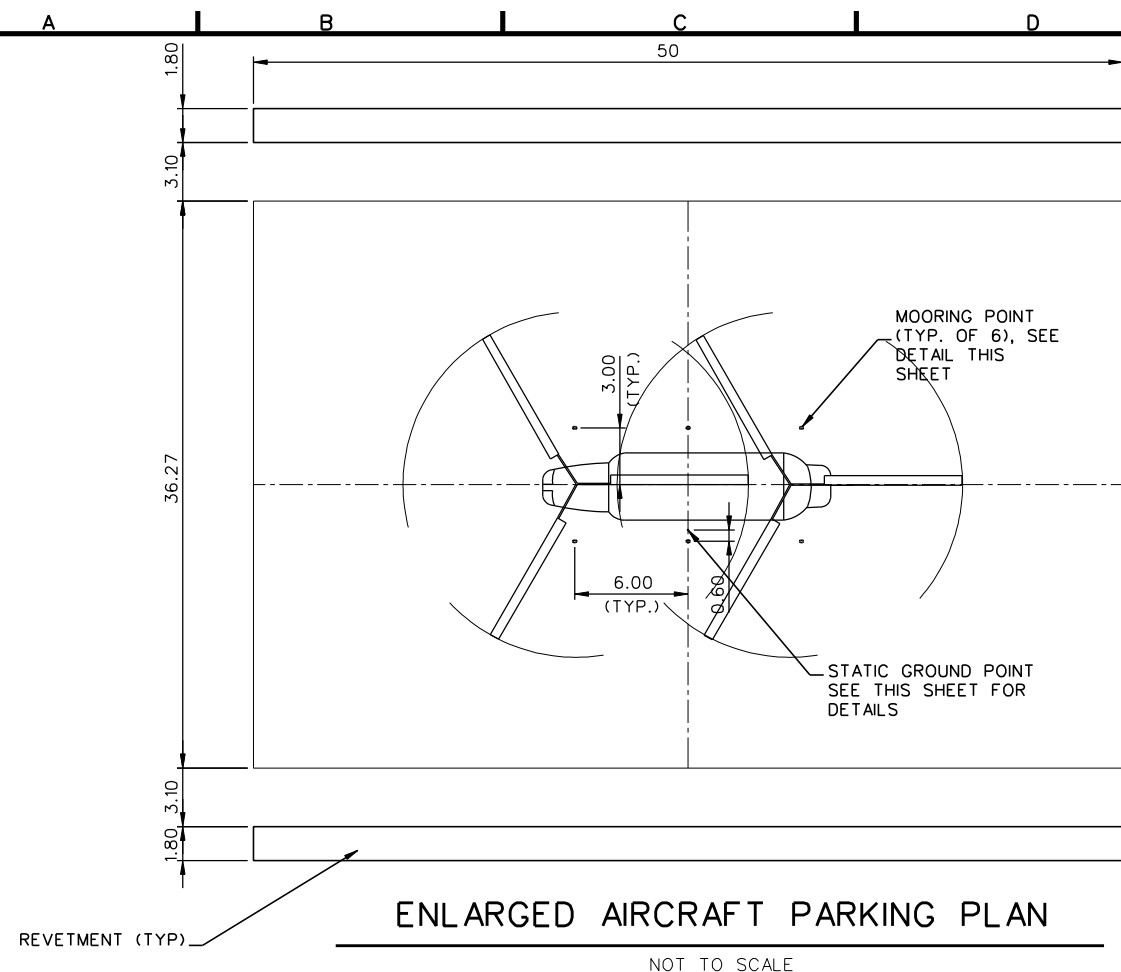 A B C D
50
1.80
3.10
MOORING POINT
(TYP. OF 6), SEE
DETAIL THIS
SHEET
3.00
(TYP.)
36.27
6.00
(TYP.)
0.60
STATIC GROUND POINT
SEE THIS SHEET FOR
DETAILS
3.10
1.80
REVETMENT (TYP)
ENLARGED AIRCRAFT PARKING PLAN
NOT TO SCALE